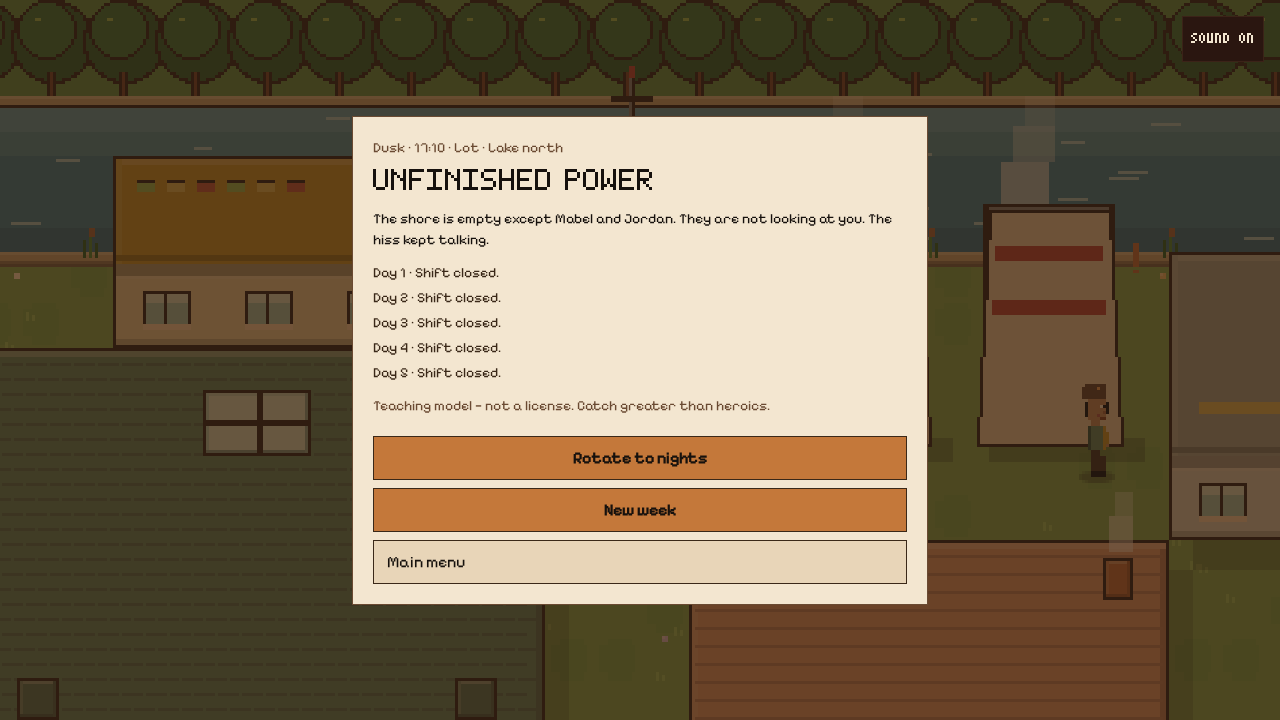 SOUND ON
Dusk · 17:10 · Lot · Lake north
UNFINISHED POWER
The shore is empty except Mabel and Jordan. They are not looking at you. The
hiss kept talking.
Day 1 · Shift closed.
Day 2 · Shift closed.
Day 3 · Shift closed.
Day 4 · Shift closed.
Day 5 · Shift closed.
Teaching model – not a license. Catch greater than heroics.
Rotate to nights
New week
Main menu